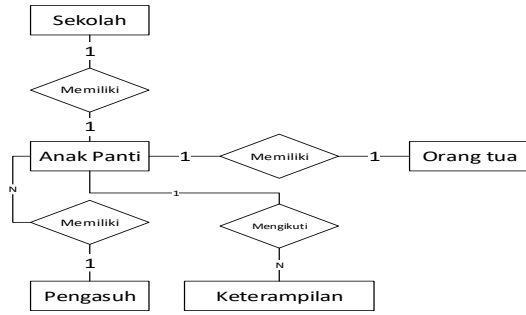 Sekolah
1
Memiliki
1
Anak Panti
1
Memiliki
1
Orang tua
N
1
Memiliki
Mengikuti
1
N
Pengasuh
Keterampilan